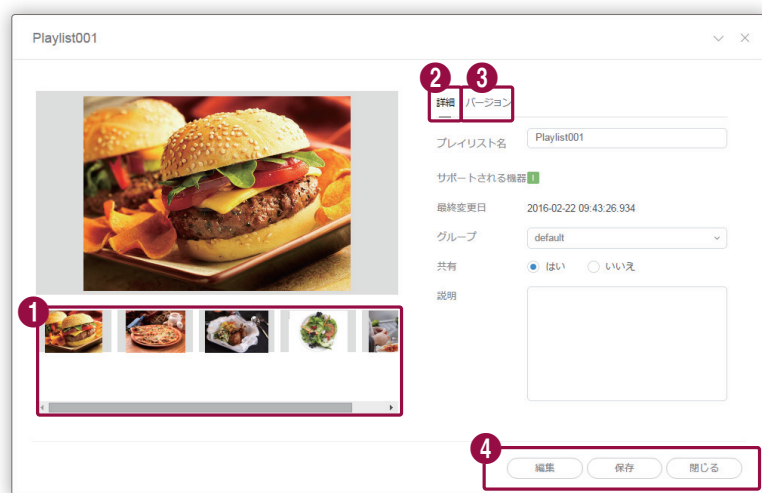 Playlist001
2 3
詳細 バージョン
プレイリスト名 Playlist001
サポートされる機器 I
最終変更日 2016-02-22 09:43:26.934
グループ default
共有 はい いいえ
説明
1
4
編集 保存 閉じる